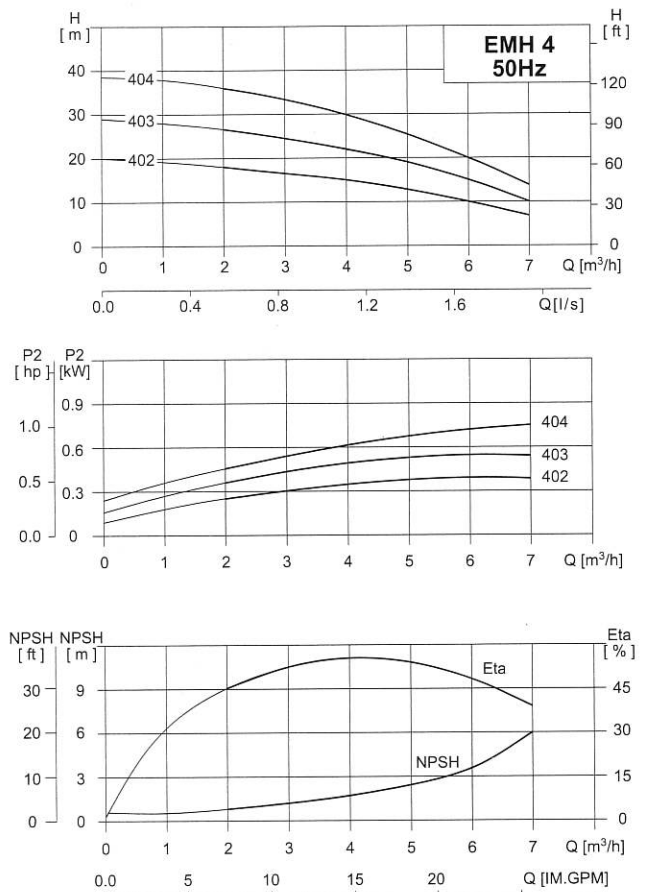 H
[ m ]
H
[ ft ]
EMH 4
50Hz
40
404
120
30
403
90
20
402
60
10
30
0
0
0 1 2 3 4 5 6 7 Q [m³/h]
0.0 0.4 0.8 1.2 1.6 Q[l/s]
P2 P2
[ hp ] [kW]
0.9
1.0
404
0.6
403
0.5
402
0.3
0.0 0
0 1 2 3 4 5 6 7 Q [m³/h]
NPSH NPSH Eta
[ ft ] [ m ] [ % ]
Eta
30 9 45
20 6 30
NPSH
10 3 15
0 0 0
0 1 2 3 4 5 6 7 Q [m³/h]
0.0 5 10 15 20 Q [IM.GPM]